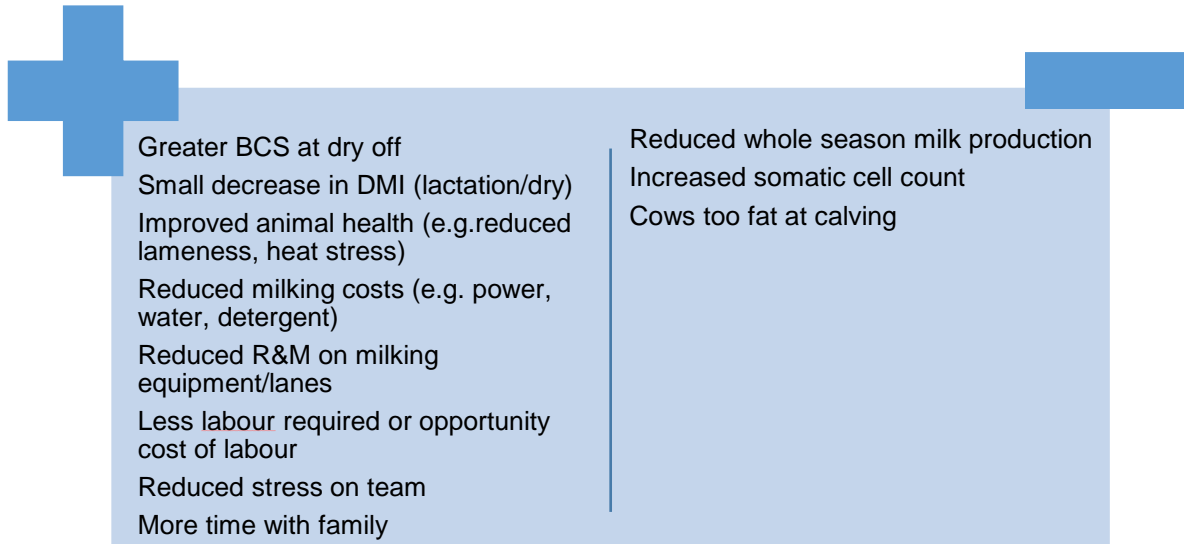 Greater BCS at dry off
Small decrease in DMI (lactation/dry)
Improved animal health (e.g.reduced
lameness, heat stress)
Reduced milking costs (e.g. power,
water, detergent)
Reduced R&M on milking
equipment/lanes
Less labour required or opportunity
cost of labour
Reduced stress on team
More time with family
Reduced whole season milk production
Increased somatic cell count
Cows too fat at calving